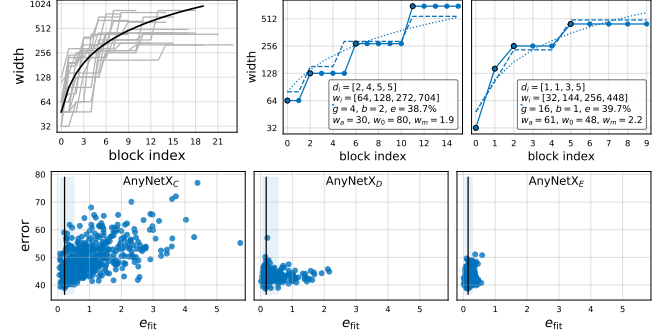 1024
512
256
128
64
32
width
0 3 6 9 12 15 18 21
block index
512
256
128
64
32
width
d_i = [2, 4, 5, 5]
w_i = [64, 128, 272, 704]
g = 4, b = 2, e = 38.7%
w_a = 30, w_0 = 80, w_m = 1.9
0 2 4 6 8 10 12 14
block index
512
256
128
64
32
d_i = [1, 1, 3, 5]
w_i = [32, 144, 256, 448]
g = 16, b = 1, e = 39.7%
w_a = 61, w_0 = 48, w_m = 2.2
0 1 2 3 4 5 6 7 8 9
block index
80
70
60
50
40
error
AnyNetX_C
0 1 2 3 4 5
e_fit
AnyNetX_D
0 1 2 3 4 5
e_fit
AnyNetX_E
0 1 2 3 4 5
e_fit